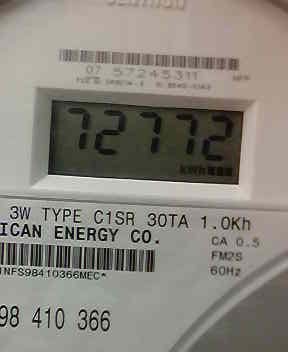 07 57245311
72772
kWh
3W TYPE C1SR 30TA 1.0Kh
ICAN ENERGY CO.
CA 0.5
FM2S
60Hz
NFS98410366MEC*
98 410 366